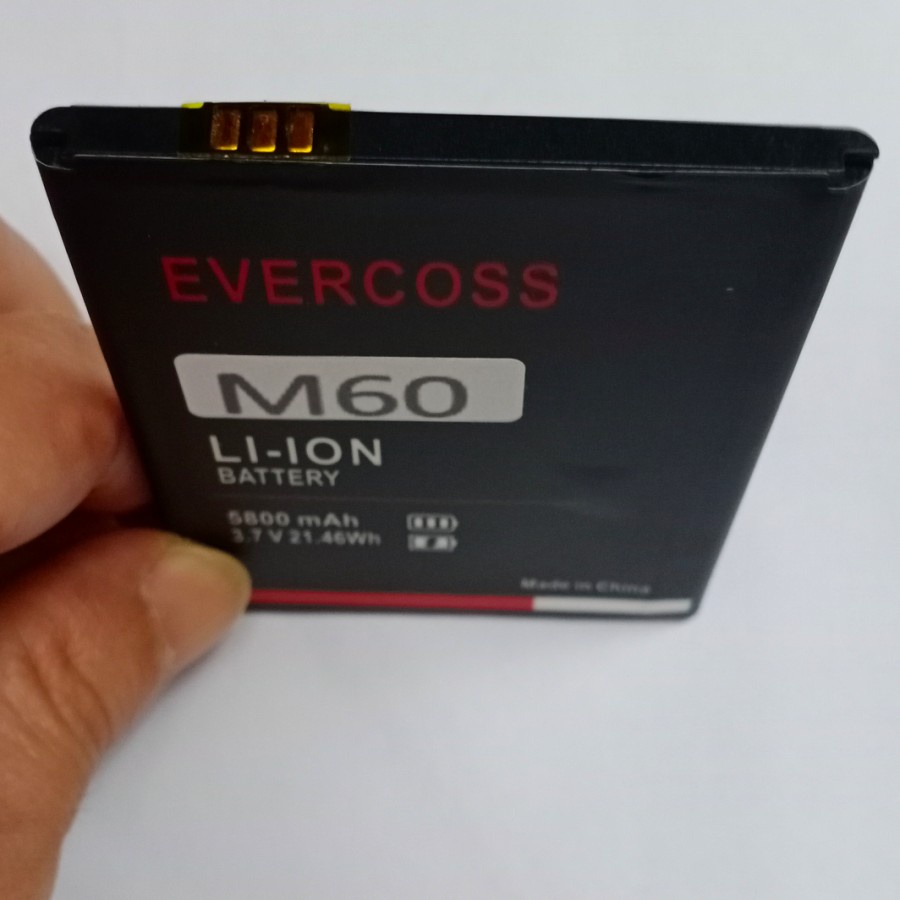 EVERCOSS
M60
LI-ION
BATTERY
5800 mAh
3.7 V 21.46Wh
Made in China